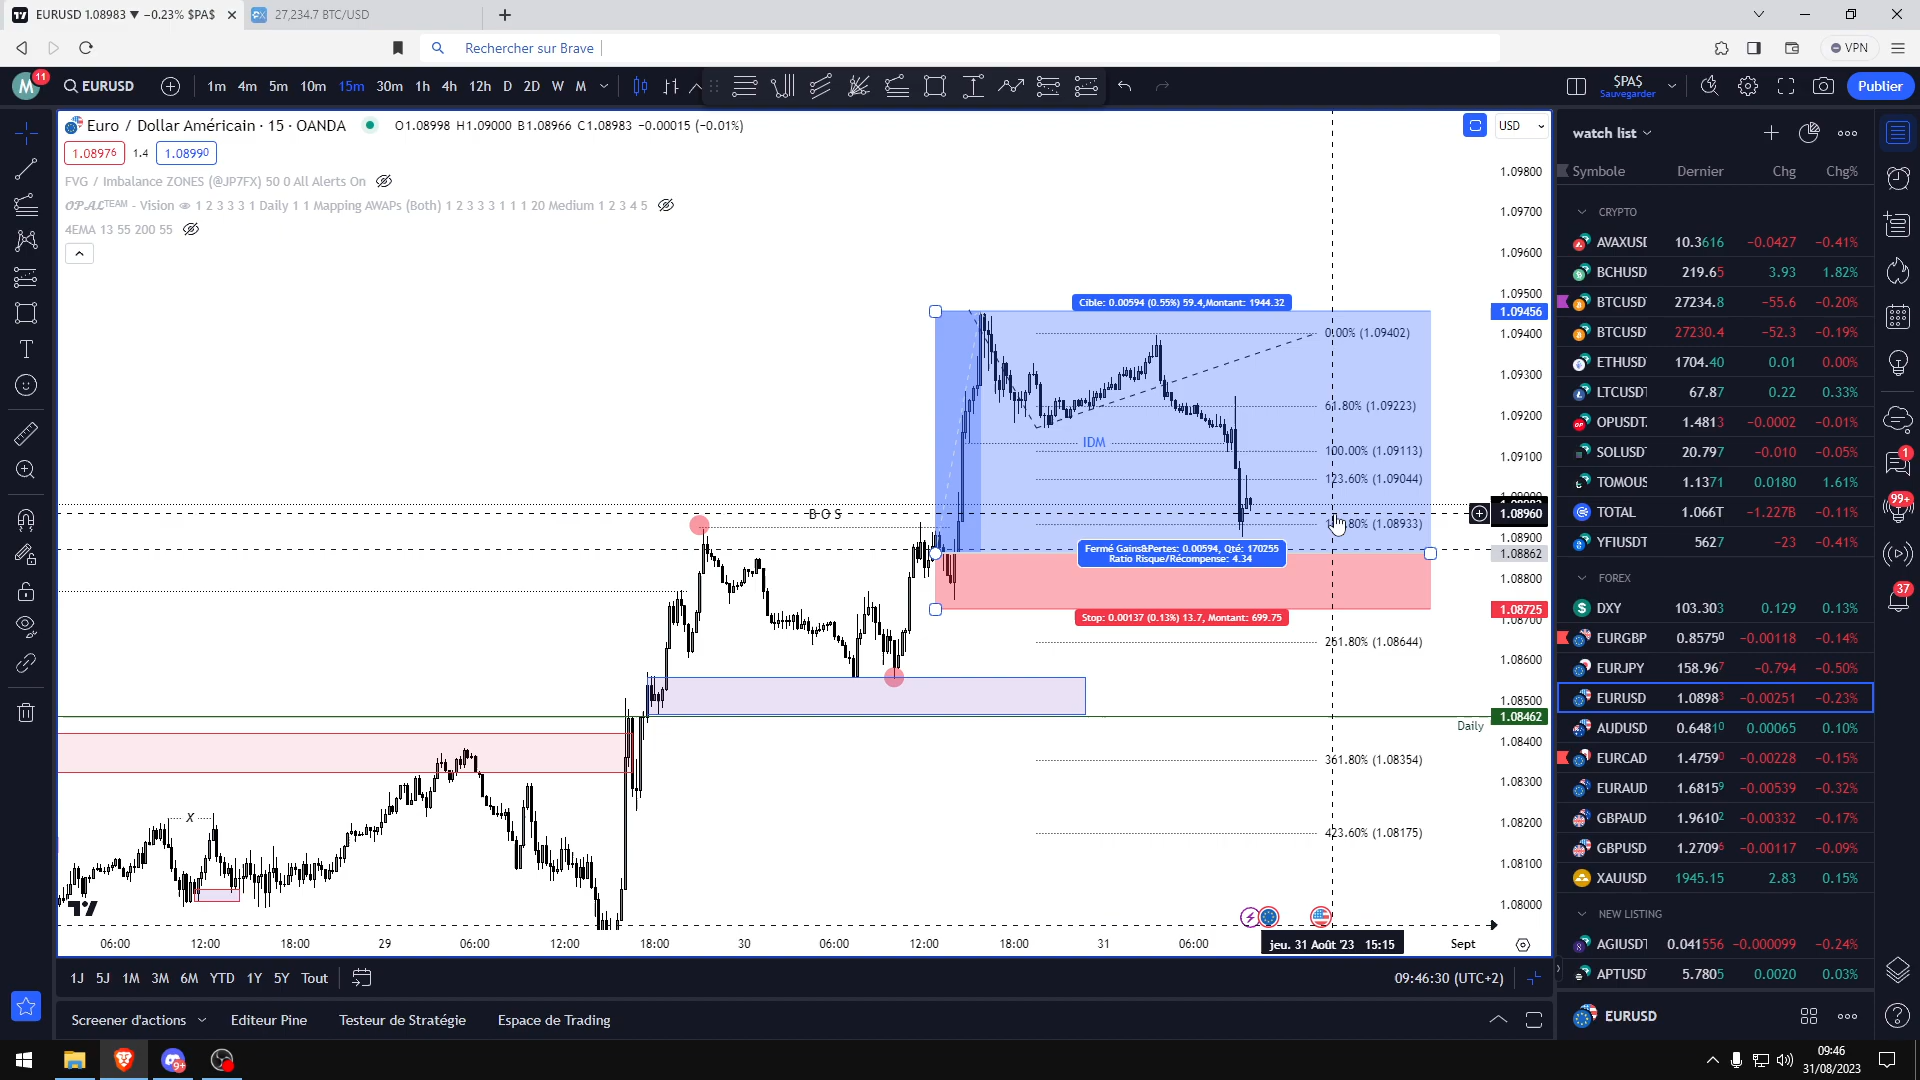 EURUSD 1.08983 ▼ −0.23% $PA$
27,234.7 BTC/USD
Rechercher sur Brave
VPN
M
11
EURUSD
1m 4m 5m 10m 15m 30m 1h 4h 12h D 2D W M
$PA$
Sauvegarder
Publier
Euro / Dollar Américain · 15 · OANDA
O1.08998 H1.09000 B1.08966 C1.08983 −0.00015 (−0.01%)
USD
1.08976 1.4 1.08990
FVG / Imbalance ZONES (@JP7FX) 50 0 All Alerts On
𝒪𝒫𝒜ℒᵀᴱᴬᴹ - Vision 👁 1 2 3 3 3 1 Daily 1 1 Mapping AWAPs (Both) 1 2 3 3 3 1 1 1 20 Medium 1 2 3 4 5
4EMA 13 55 200 55
1.09800
1.09700
1.09600
1.09500
1.09456
1.09400
1.09300
1.09200
1.09100
1.08960
1.08900
1.08862
1.08800
1.08725
1.08700
1.08600
1.08500
1.08462
1.08400
1.08300
1.08200
1.08100
1.08000
Cible: 0.00594 (0.55%) 59.4,Montant: 1944.32
0.00% (1.09402)
61.80% (1.09223)
IDM
100.00% (1.09113)
123.60% (1.09044)
B O S
.80% (1.08933)
Fermé Gains&Pertes: 0.00594, Qté: 170255
Ratio Risque/Récompense: 4.34
Stop: 0.00137 (0.13%) 13.7, Montant: 699.75
261.80% (1.08644)
Daily
361.80% (1.08354)
X
423.60% (1.08175)
06:00 12:00 18:00 29 06:00 12:00 18:00 30 06:00 12:00 18:00 31 06:00 jeu. 31 Août '23 15:15 Sept
1J 5J 1M 3M 6M YTD 1Y 5Y Tout
09:46:30 (UTC+2)
Screener d'actions
Editeur Pine
Testeur de Stratégie
Espace de Trading
watch list
Symbole Dernier Chg Chg%
CRYPTO
AVAXUSI 10.3616 −0.0427 −0.41%
BCHUSD 219.65 3.93 1.82%
BTCUSD 27234.8 −55.6 −0.20%
BTCUSD 27230.4 −52.3 −0.19%
ETHUSD 1704.40 0.01 0.00%
LTCUSDT 67.87 0.22 0.33%
OPUSDT. 1.4813 −0.0002 −0.01%
SOLUSD 20.797 −0.010 −0.05%
TOMOUS 1.1371 0.0180 1.61%
TOTAL 1.066T −1.227B −0.11%
YFIUSDT 5627 −23 −0.41%
FOREX
DXY 103.303 0.129 0.13%
EURGBP 0.85750 −0.00118 −0.14%
EURJPY 158.967 −0.794 −0.50%
EURUSD 1.08983 −0.00251 −0.23%
AUDUSD 0.64810 0.00065 0.10%
EURCAD 1.47590 −0.00228 −0.15%
EURAUD 1.68159 −0.00539 −0.32%
GBPAUD 1.96102 −0.00332 −0.17%
GBPUSD 1.27096 −0.00117 −0.09%
XAUUSD 1945.15 2.83 0.15%
NEW LISTING
AGIUSDT 0.041556 −0.000099 −0.24%
APTUSD 5.7805 0.0020 0.03%
EURUSD
1
99+
37
9+
09:46
31/08/2023